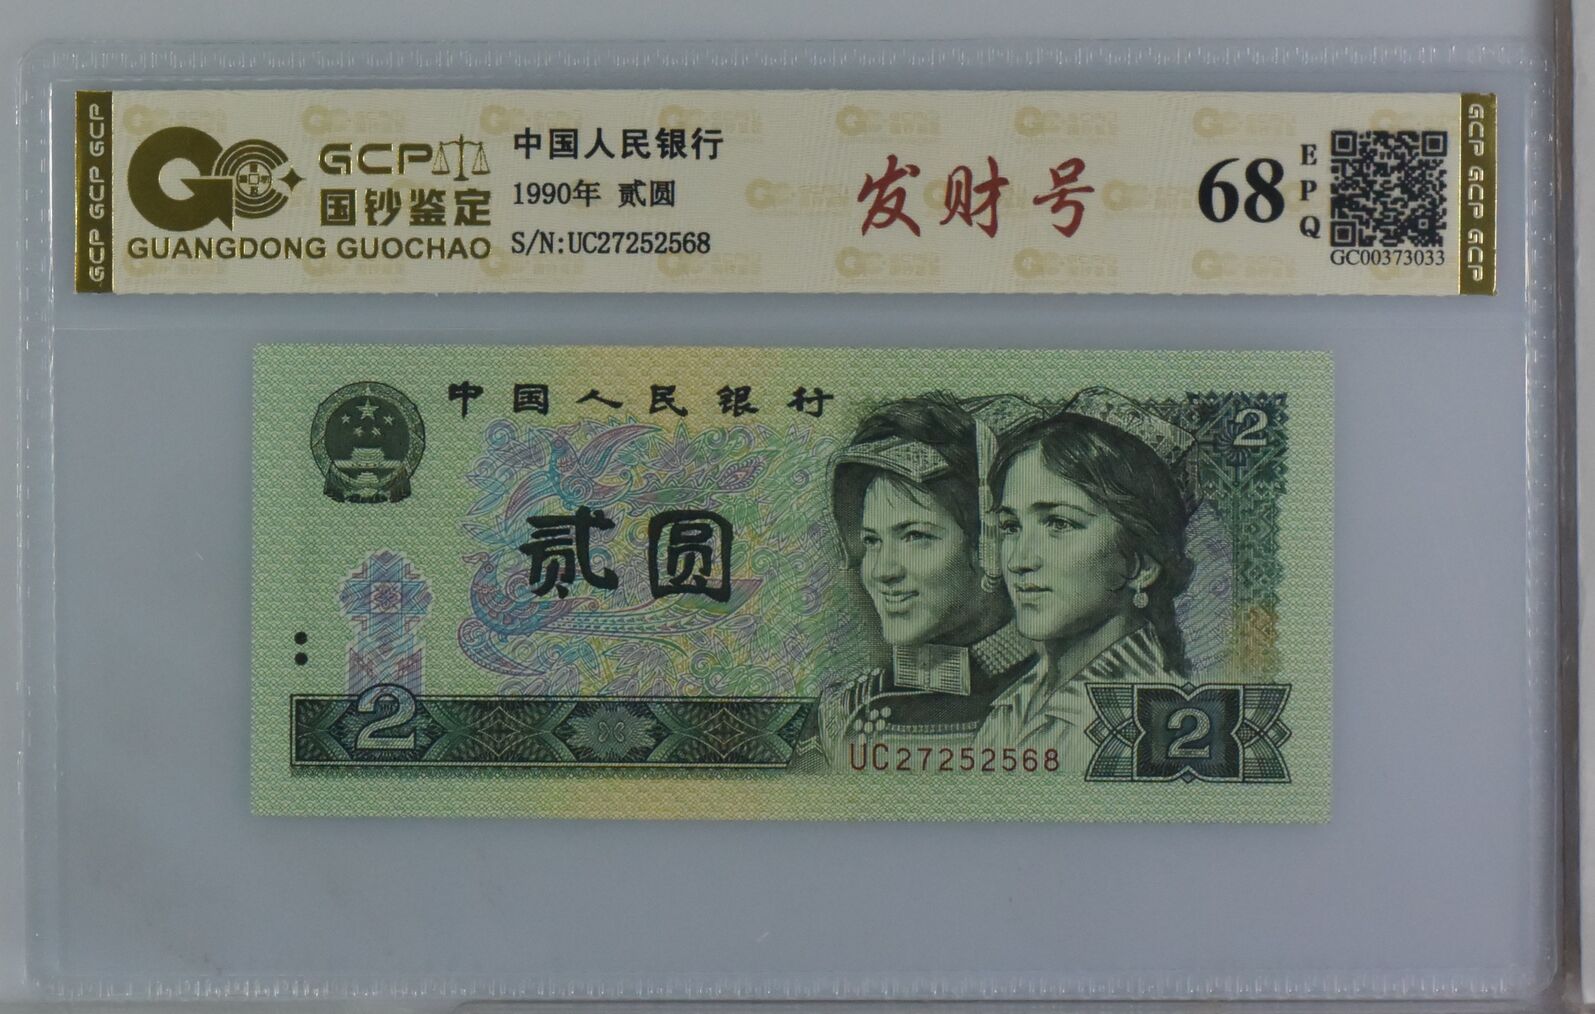 GCP GCP GCP
GCP
国钞鉴定
GUANGDONG GUOCHAO
中国人民银行
1990年 贰圆
S/N:UC27252568
发财号
68
EPQ
GC00373033
GCP GCP GCP
中国人民银行
2
贰圆
2
UC27252568
2